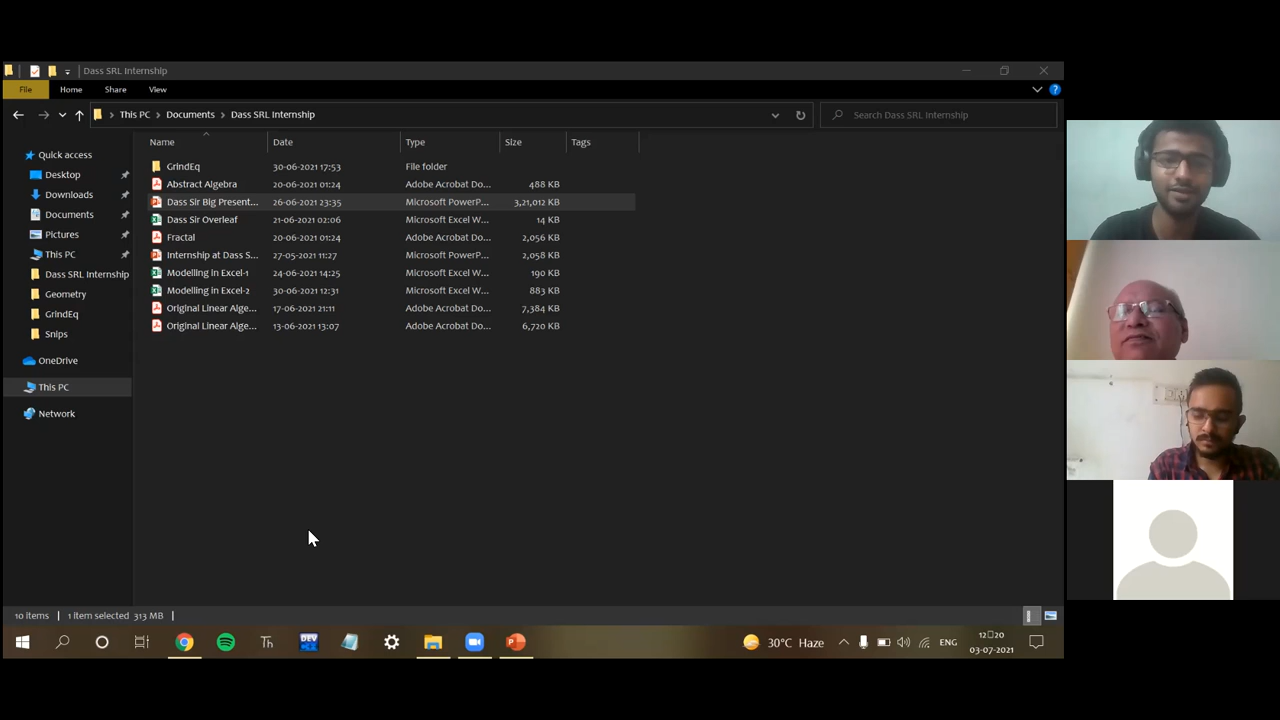 Dass SRL Internship
File Home Share View
This PC Documents Dass SRL Internship Search Dass SRL Internship
Name Date Type Size Tags
Quick access
Desktop
Downloads
Documents
Pictures
This PC
Dass SRL Internship
Geometry
GrindEq
Snips
OneDrive
This PC
Network
GrindEq 30-06-2021 17:53 File folder
Abstract Algebra 20-06-2021 01:24 Adobe Acrobat Do... 488 KB
Dass Sir Big Present... 26-06-2021 23:35 Microsoft PowerP... 3,21,012 KB
Dass Sir Overleaf 21-06-2021 02:06 Microsoft Excel W... 14 KB
Fractal 20-06-2021 01:24 Adobe Acrobat Do... 2,056 KB
Internship at Dass S... 27-05-2021 11:27 Microsoft PowerP... 2,058 KB
Modelling in Excel-1 24-06-2021 14:25 Microsoft Excel W... 190 KB
Modelling in Excel-2 30-06-2021 12:31 Microsoft Excel W... 883 KB
Original Linear Alge... 17-06-2021 21:11 Adobe Acrobat Do... 7,384 KB
Original Linear Alge... 13-06-2021 13:07 Adobe Acrobat Do... 6,720 KB
10 items 1 item selected 313 MB
Th DEV 30°C Haze ENG 12:20
03-07-2021